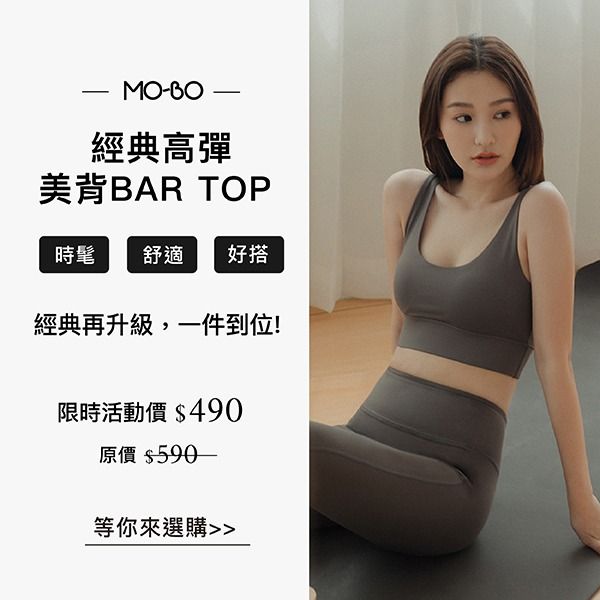 MO-BO
經典高彈
美背BAR TOP
時髦 舒適 好搭
經典再升級，一件到位!
限時活動價 $490
原價 $590
等你來選購>>